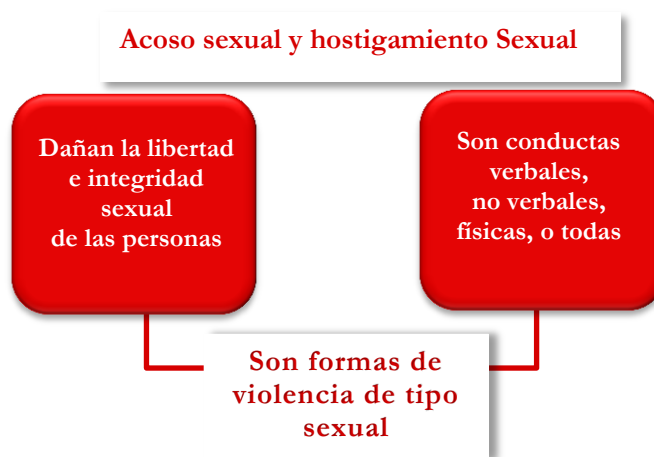 Acoso sexual y hostigamiento Sexual
Dañan la libertad
e integridad
sexual
de las personas
Son conductas
verbales,
no verbales,
físicas, o todas
Son formas de
violencia de tipo
sexual